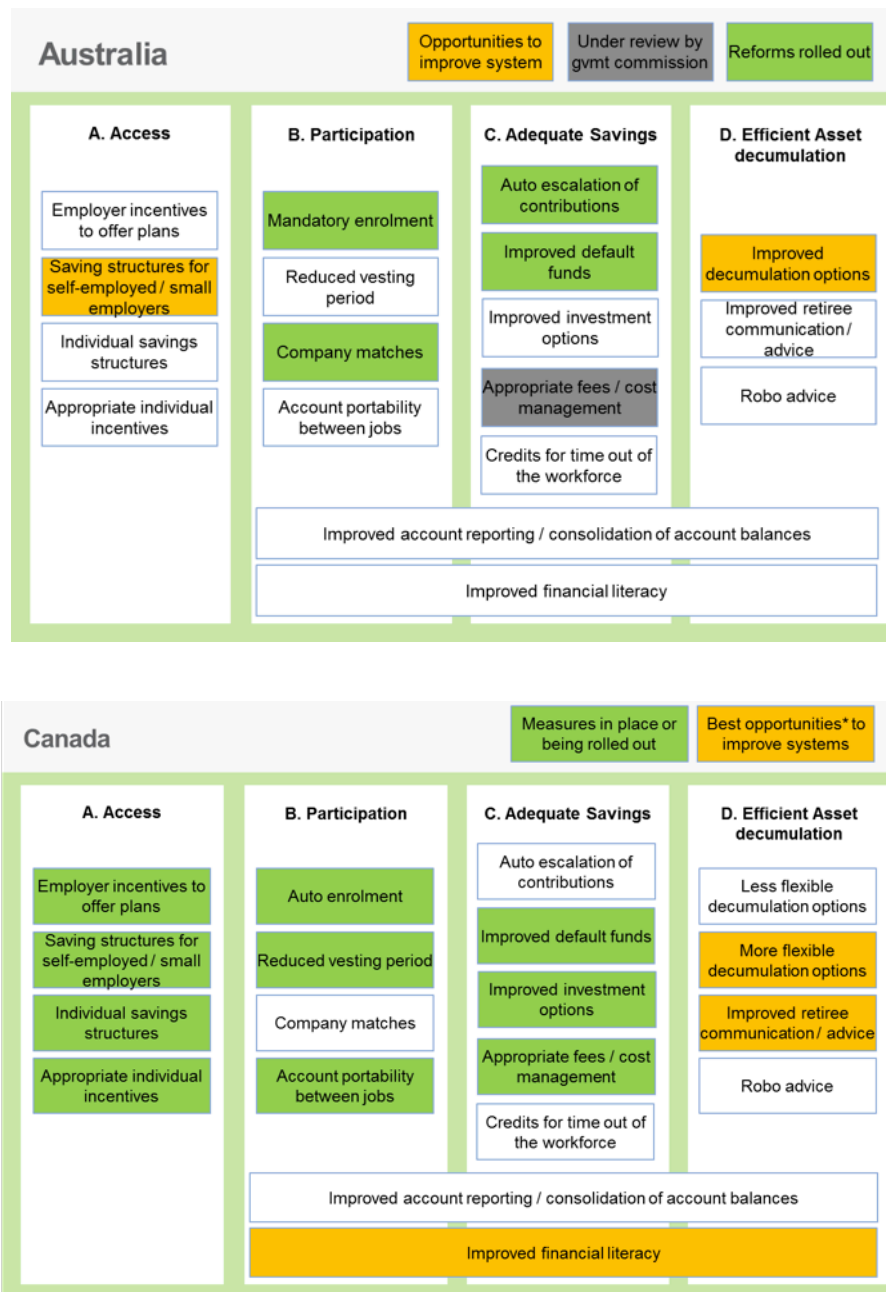 Australia
Opportunities to
improve system
Under review by
gvmt commission
Reforms rolled out
A. Access
Employer incentives
to offer plans
Saving structures for
self-employed / small
employers
Individual savings
structures
Appropriate individual
incentives
B. Participation
Mandatory enrolment
Reduced vesting
period
Company matches
Account portability
between jobs
C. Adequate Savings
Auto escalation of
contributions
Improved default
funds
Improved investment
options
Appropriate fees / cost
management
Credits for time out of
the workforce
D. Efficient Asset
decumulation
Improved
decumulation options
Improved retiree
communication /
advice
Robo advice
Improved account reporting / consolidation of account balances
Improved financial literacy
Canada
Measures in place or
being rolled out
Best opportunities* to
improve systems
A. Access
Employer incentives to
offer plans
Saving structures for
self-employed / small
employers
Individual savings
structures
Appropriate individual
incentives
B. Participation
Auto enrolment
Reduced vesting period
Company matches
Account portability
between jobs
C. Adequate Savings
Auto escalation of
contributions
Improved default funds
Improved investment
options
Appropriate fees / cost
management
Credits for time out of
the workforce
D. Efficient Asset
decumulation
Less flexible
decumulation options
More flexible
decumulation options
Improved retiree
communication / advice
Robo advice
Improved account reporting / consolidation of account balances
Improved financial literacy